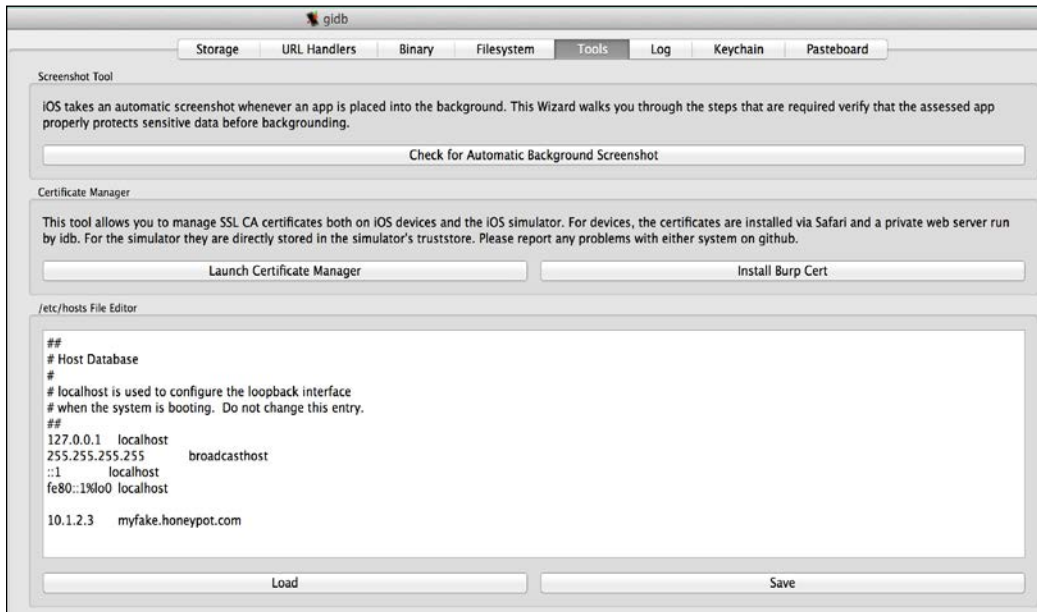 gidb
Storage URL Handlers Binary Filesystem Tools Log Keychain Pasteboard
Screenshot Tool
iOS takes an automatic screenshot whenever an app is placed into the background. This Wizard walks you through the steps that are required verify that the assessed app
properly protects sensitive data before backgrounding.
Check for Automatic Background Screenshot
Certificate Manager
This tool allows you to manage SSL CA certificates both on iOS devices and the iOS simulator. For devices, the certificates are installed via Safari and a private web server run
by idb. For the simulator they are directly stored in the simulator's truststore. Please report any problems with either system on github.
Launch Certificate Manager Install Burp Cert
/etc/hosts File Editor
##
# Host Database
#
# localhost is used to configure the loopback interface
# when the system is booting. Do not change this entry.
##
127.0.0.1 localhost
255.255.255.255 broadcasthost
::1 localhost
fe80::1%lo0 localhost
10.1.2.3 myfake.honeypot.com
Load Save